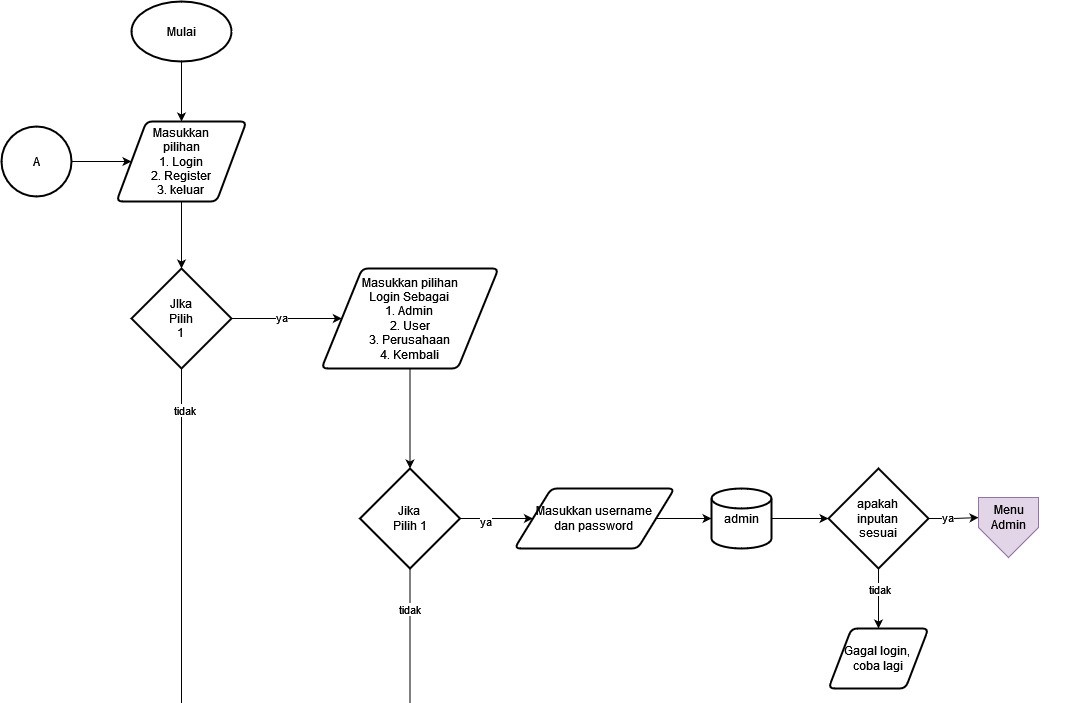 Mulai
A
Masukkan
pilihan
1. Login
2. Register
3. keluar
JIka
Pilih
1
ya
Masukkan pilihan
Login Sebagai
1. Admin
2. User
3. Perusahaan
4. Kembali
tidak
Jika
Pilih 1
ya
Masukkan username
dan password
admin
apakah
inputan
sesuai
ya
Menu
Admin
tidak
tidak
Gagal login,
coba lagi